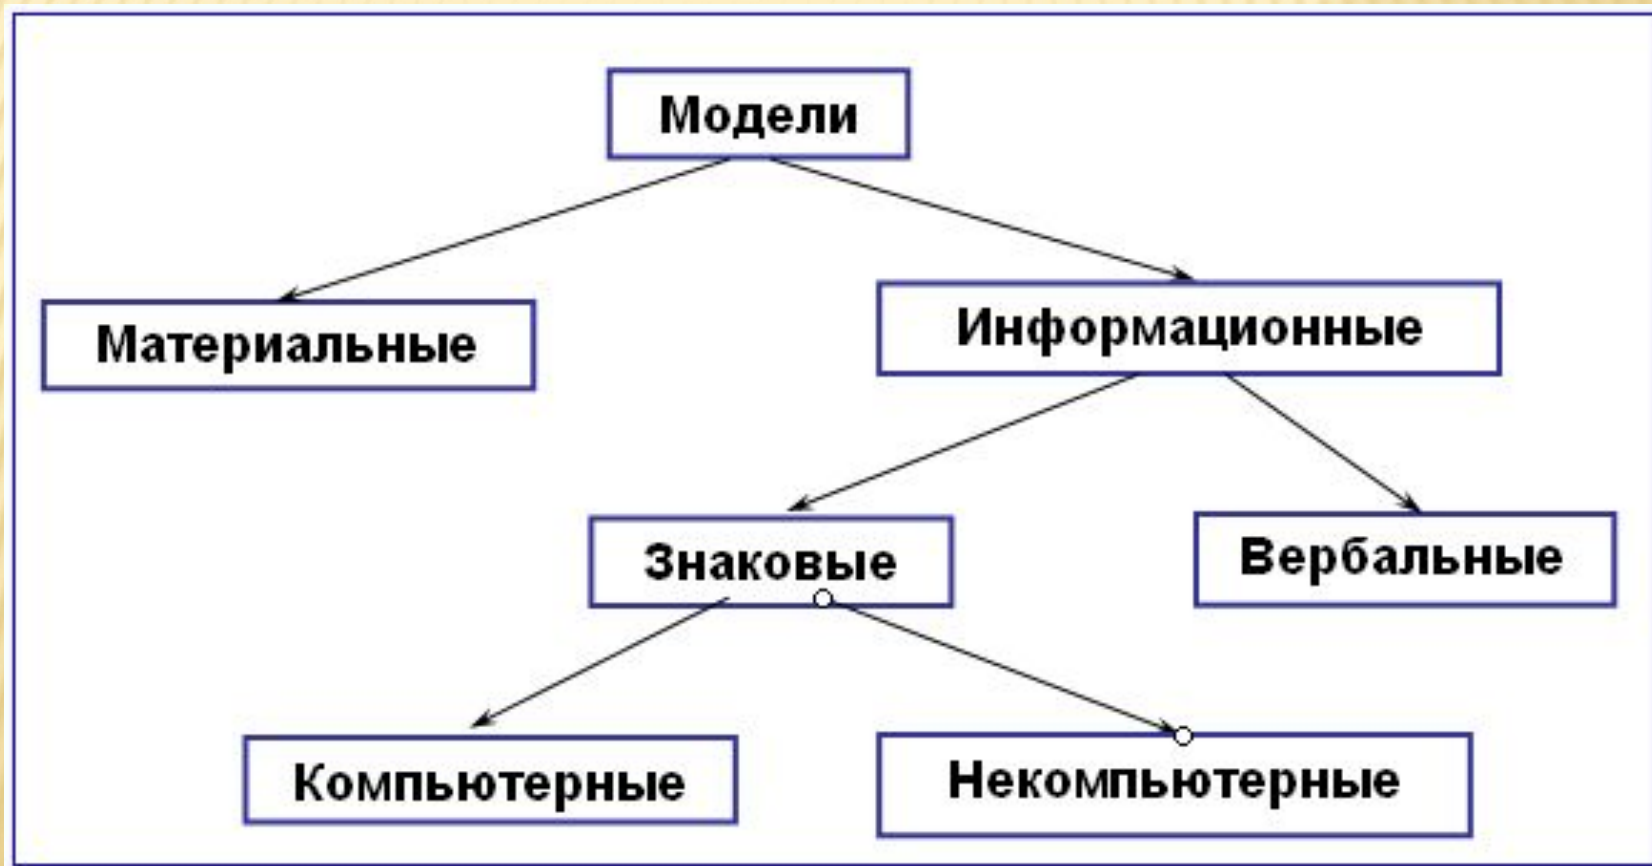 Модели
Материальные
Информационные
Знаковые
Вербальные
Компьютерные
Некомпьютерные